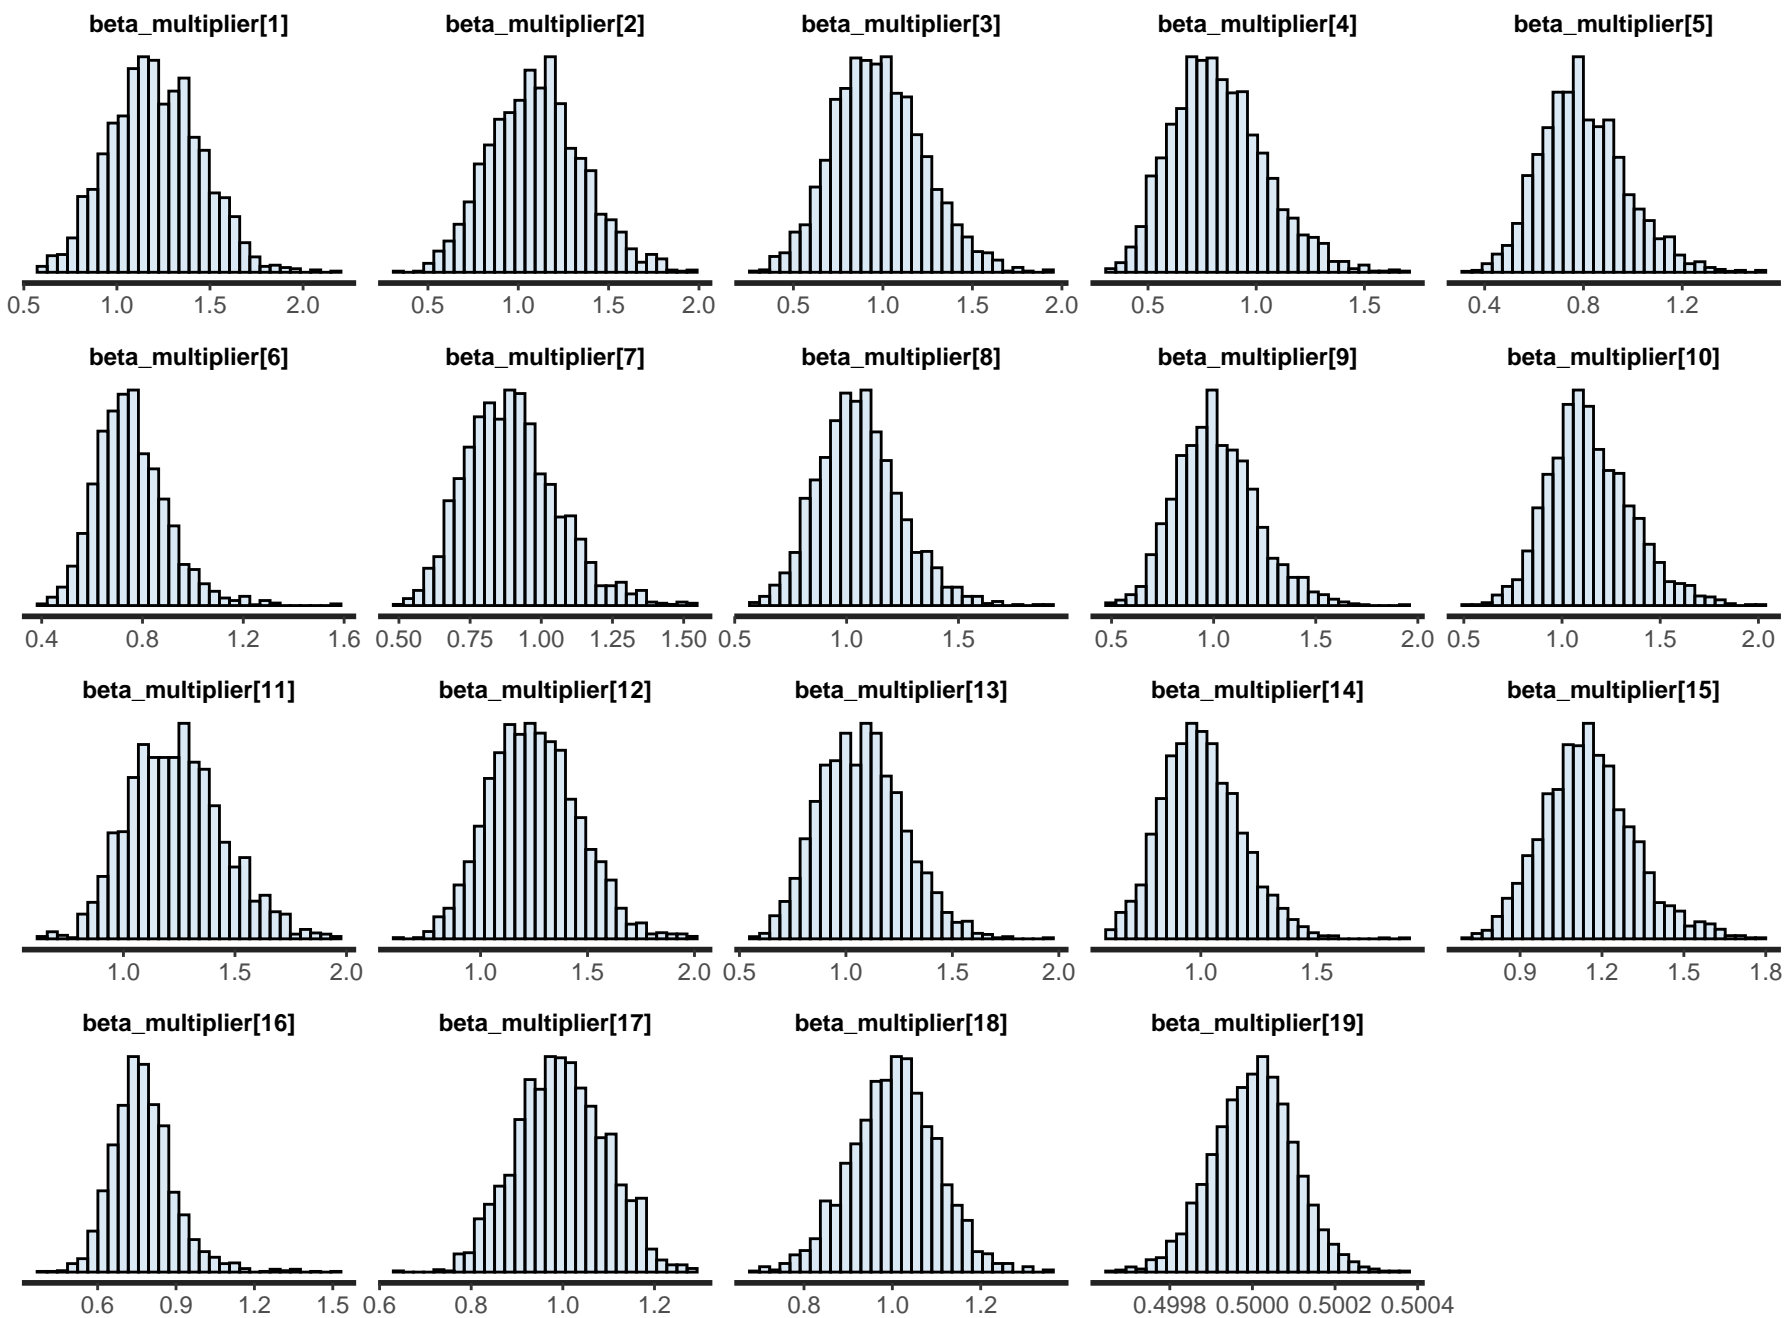 beta_multiplier[1] beta_multiplier[2] beta_multiplier[3] beta_multiplier[4] beta_multiplier[5]
0.5 1.0 1.5 2.0 0.5 1.0 1.5 2.0 0.5 1.0 1.5 2.0 0.5 1.0 1.5 0.4 0.8 1.2
beta_multiplier[6] beta_multiplier[7] beta_multiplier[8] beta_multiplier[9] beta_multiplier[10]
0.4 0.8 1.2 1.6 0.50 0.75 1.00 1.25 1.50 0.5 1.0 1.5 0.5 1.0 1.5 2.0 0.5 1.0 1.5 2.0
beta_multiplier[11] beta_multiplier[12] beta_multiplier[13] beta_multiplier[14] beta_multiplier[15]
1.0 1.5 2.0 1.0 1.5 2.0 0.5 1.0 1.5 2.0 1.0 1.5 0.9 1.2 1.5 1.8
beta_multiplier[16] beta_multiplier[17] beta_multiplier[18] beta_multiplier[19]
0.6 0.9 1.2 1.5 0.6 0.8 1.0 1.2 0.8 1.0 1.2 0.4998 0.5000 0.5002 0.5004